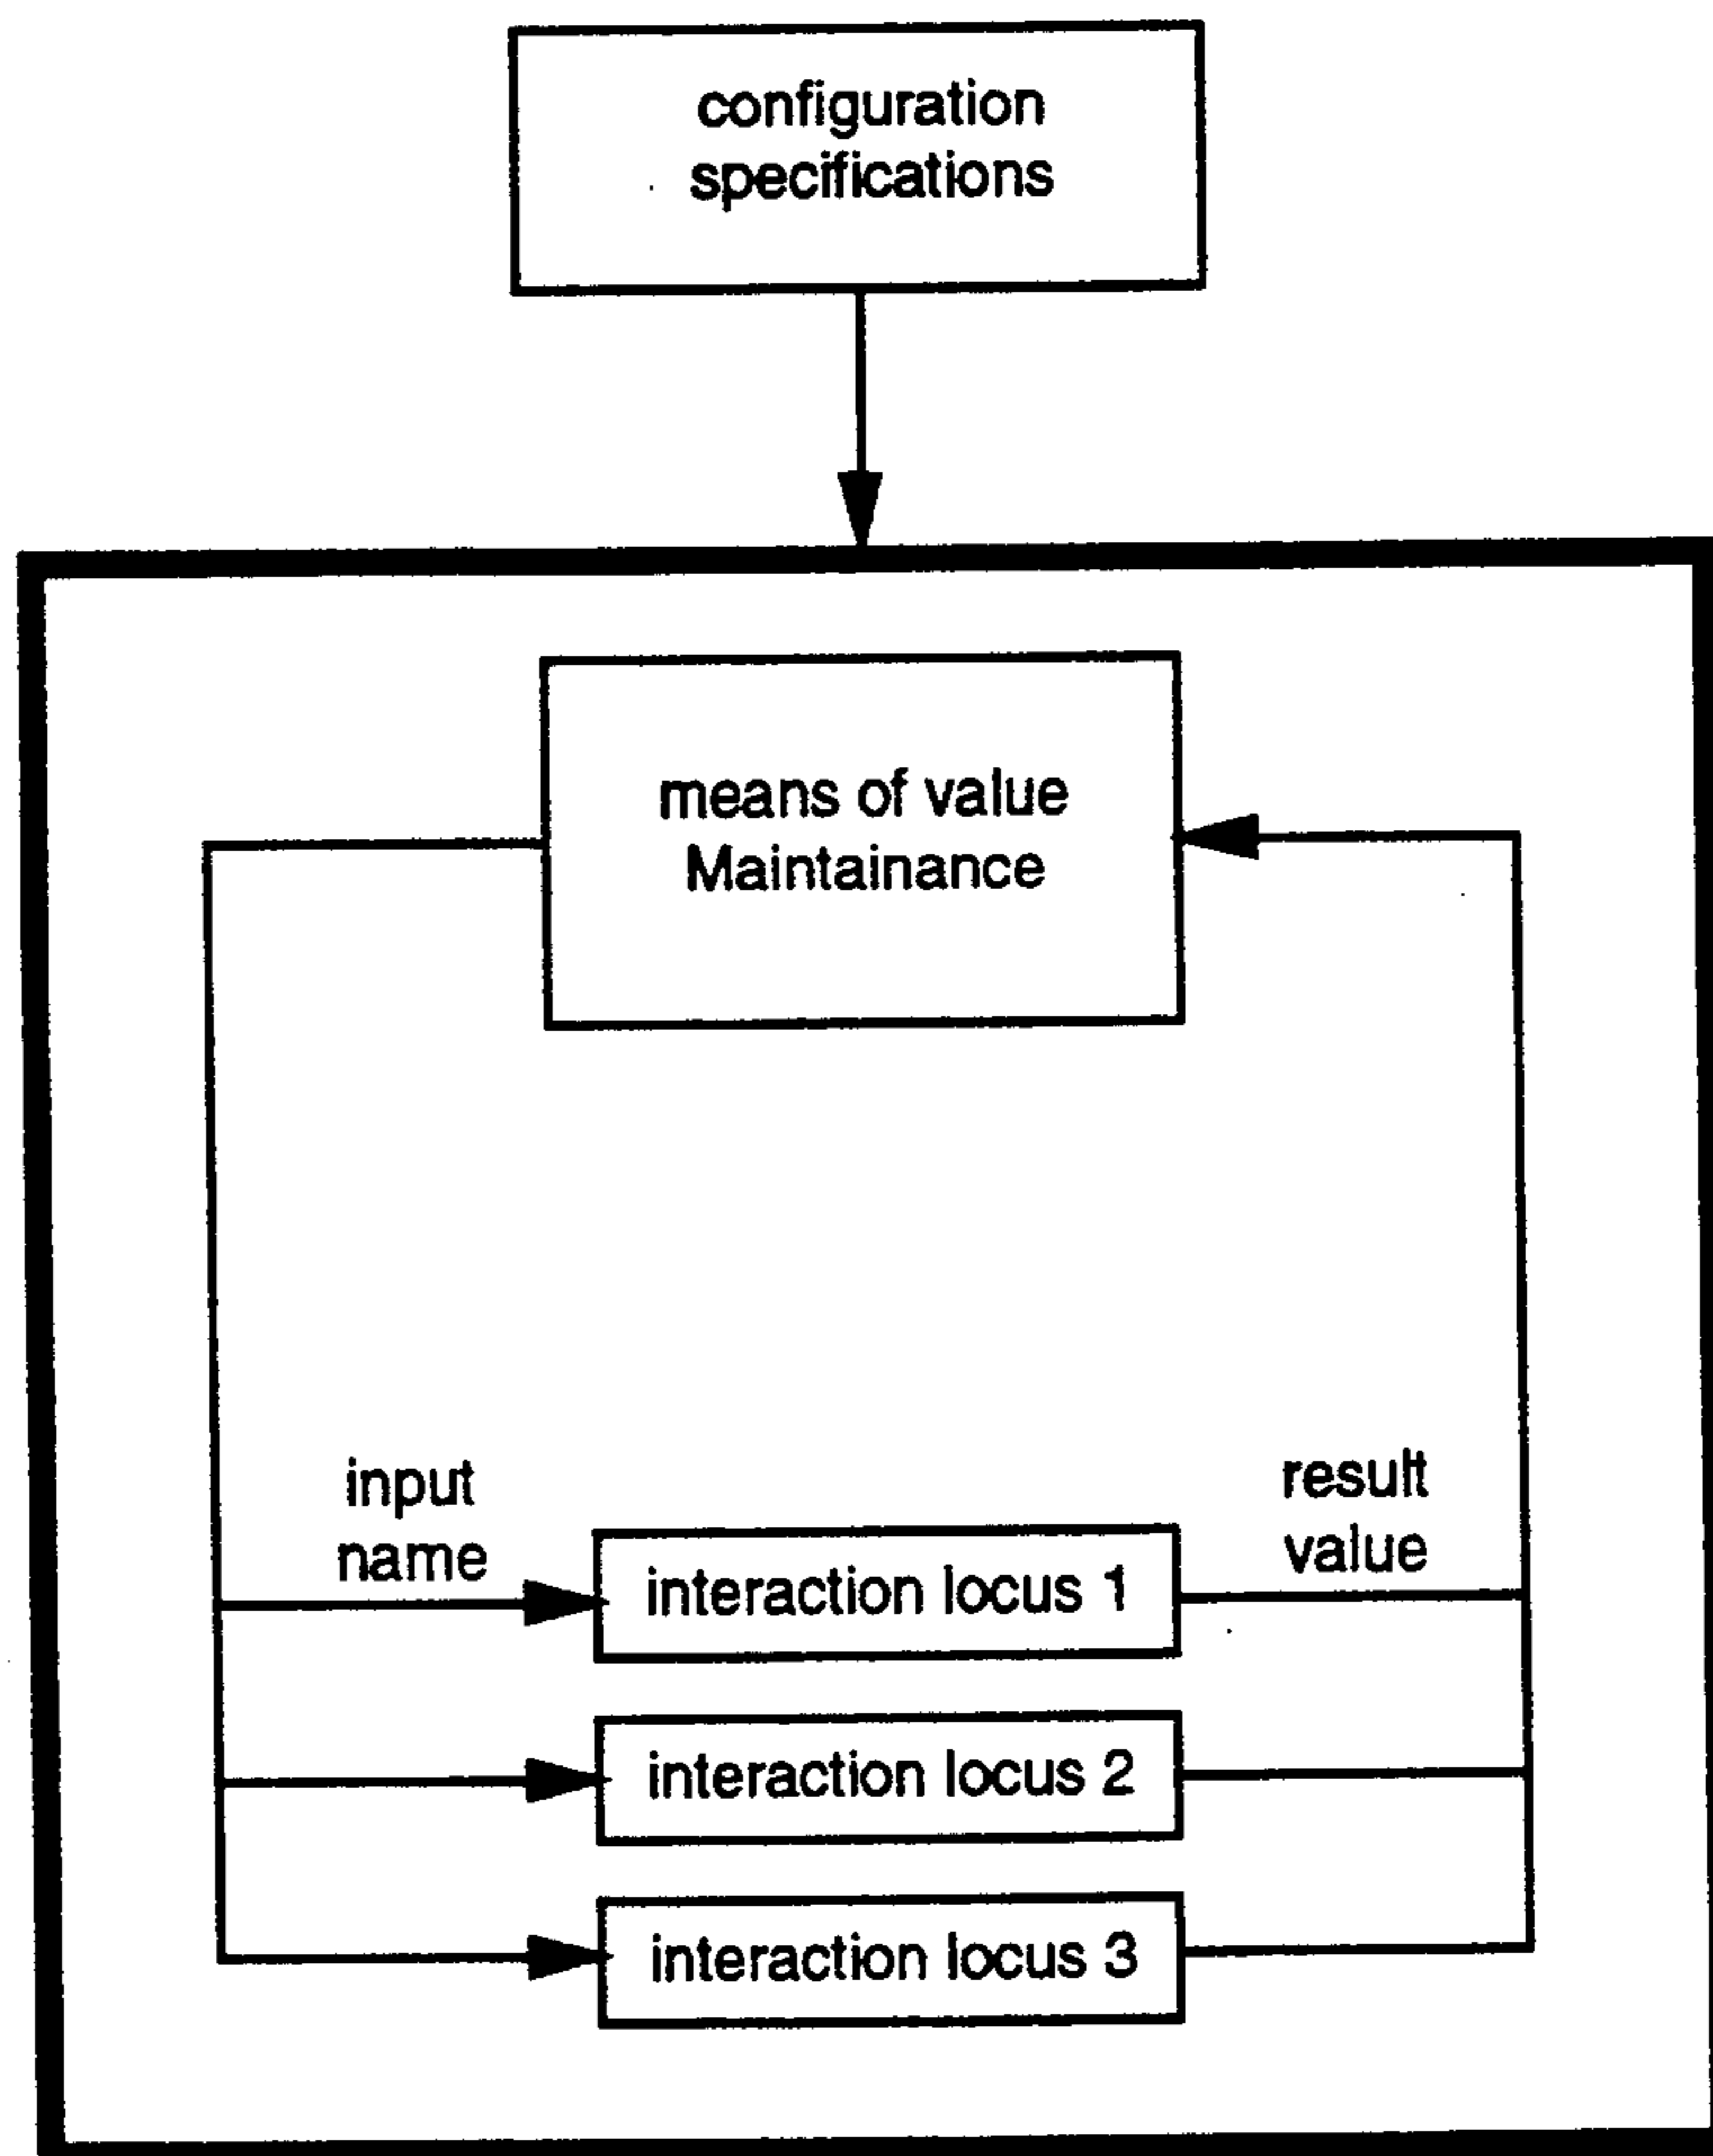 configuration
specifications
means of value
Maintainance
input
name
result
value
interaction locus 1
interaction locus 2
interaction locus 3